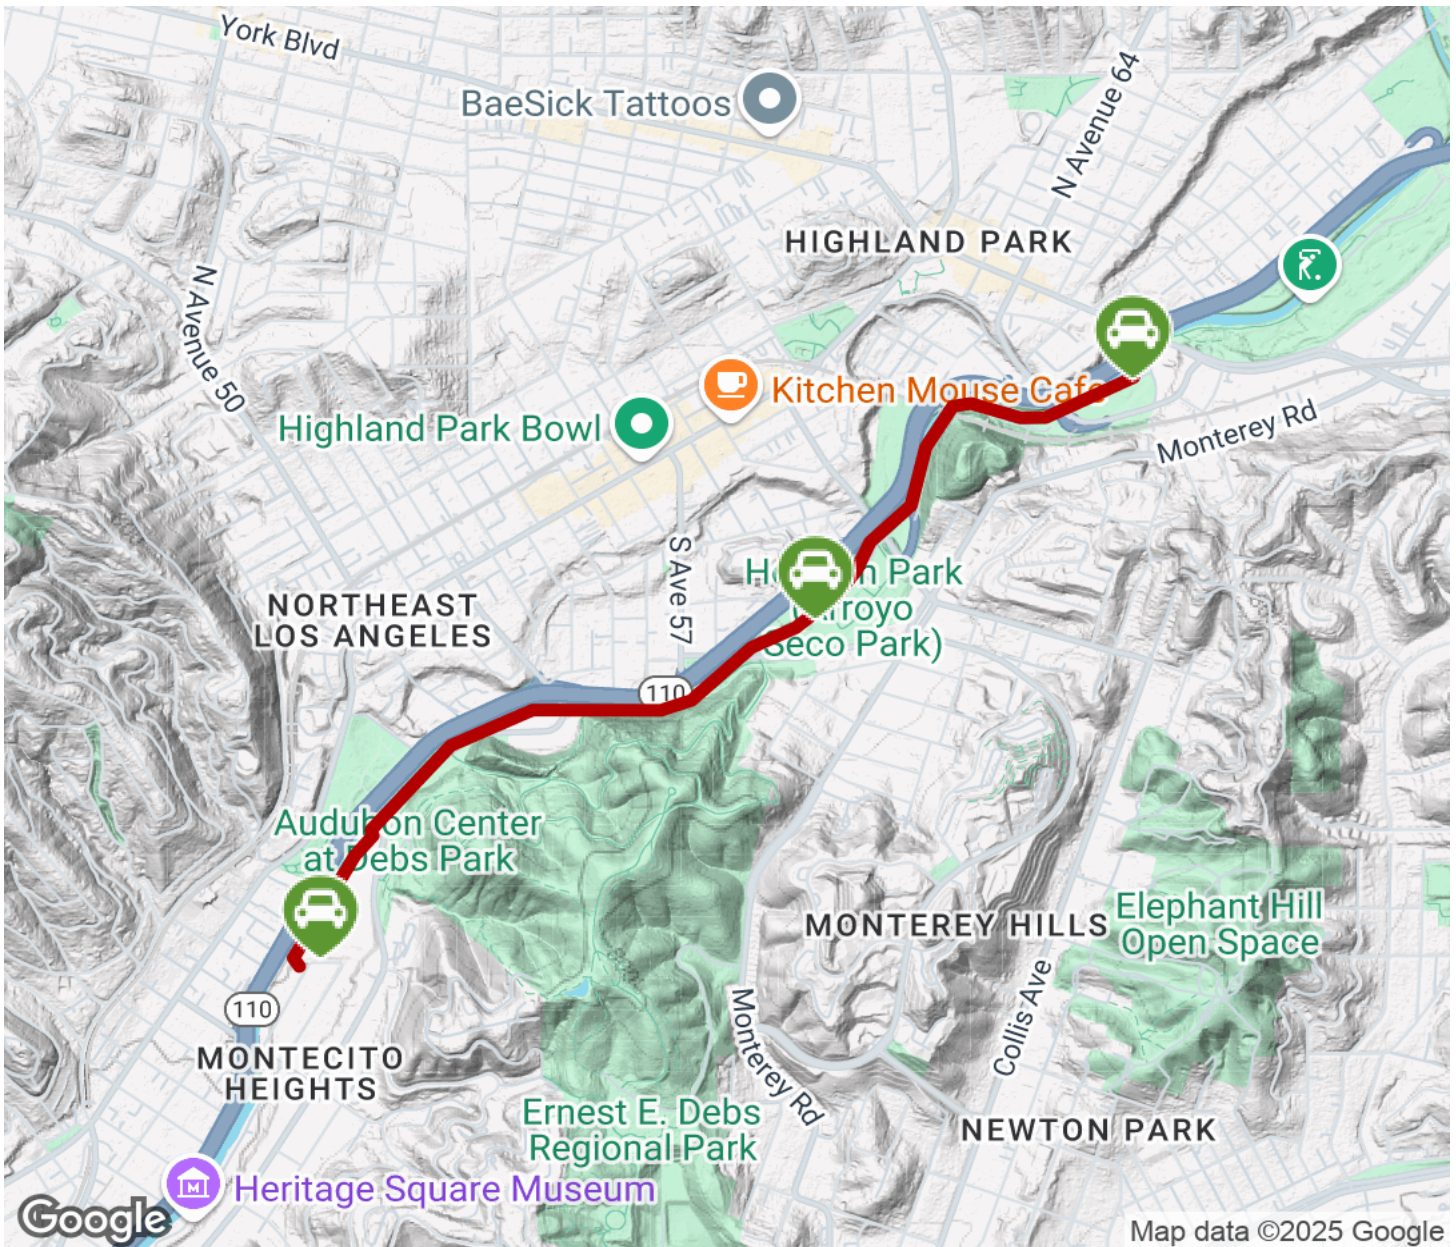 York Blvd
BaeSick Tattoos
N Avenue 64
HIGHLAND PARK
N Avenue 50
Kitchen Mouse Cafe
Highland Park Bowl
Monterey Rd
S Ave 57
Park
Arroyo
Seco Park)
NORTHEAST
LOS ANGELES
110
Audubon Center
at Debs Park
MONTEREY HILLS
Elephant Hill
Open Space
110
Collis Ave
Monterey Rd
MONTECITO
HEIGHTS
Ernest E. Debs
Regional Park
NEWTON PARK
Heritage Square Museum
M
Google
Map data ©2025 Google